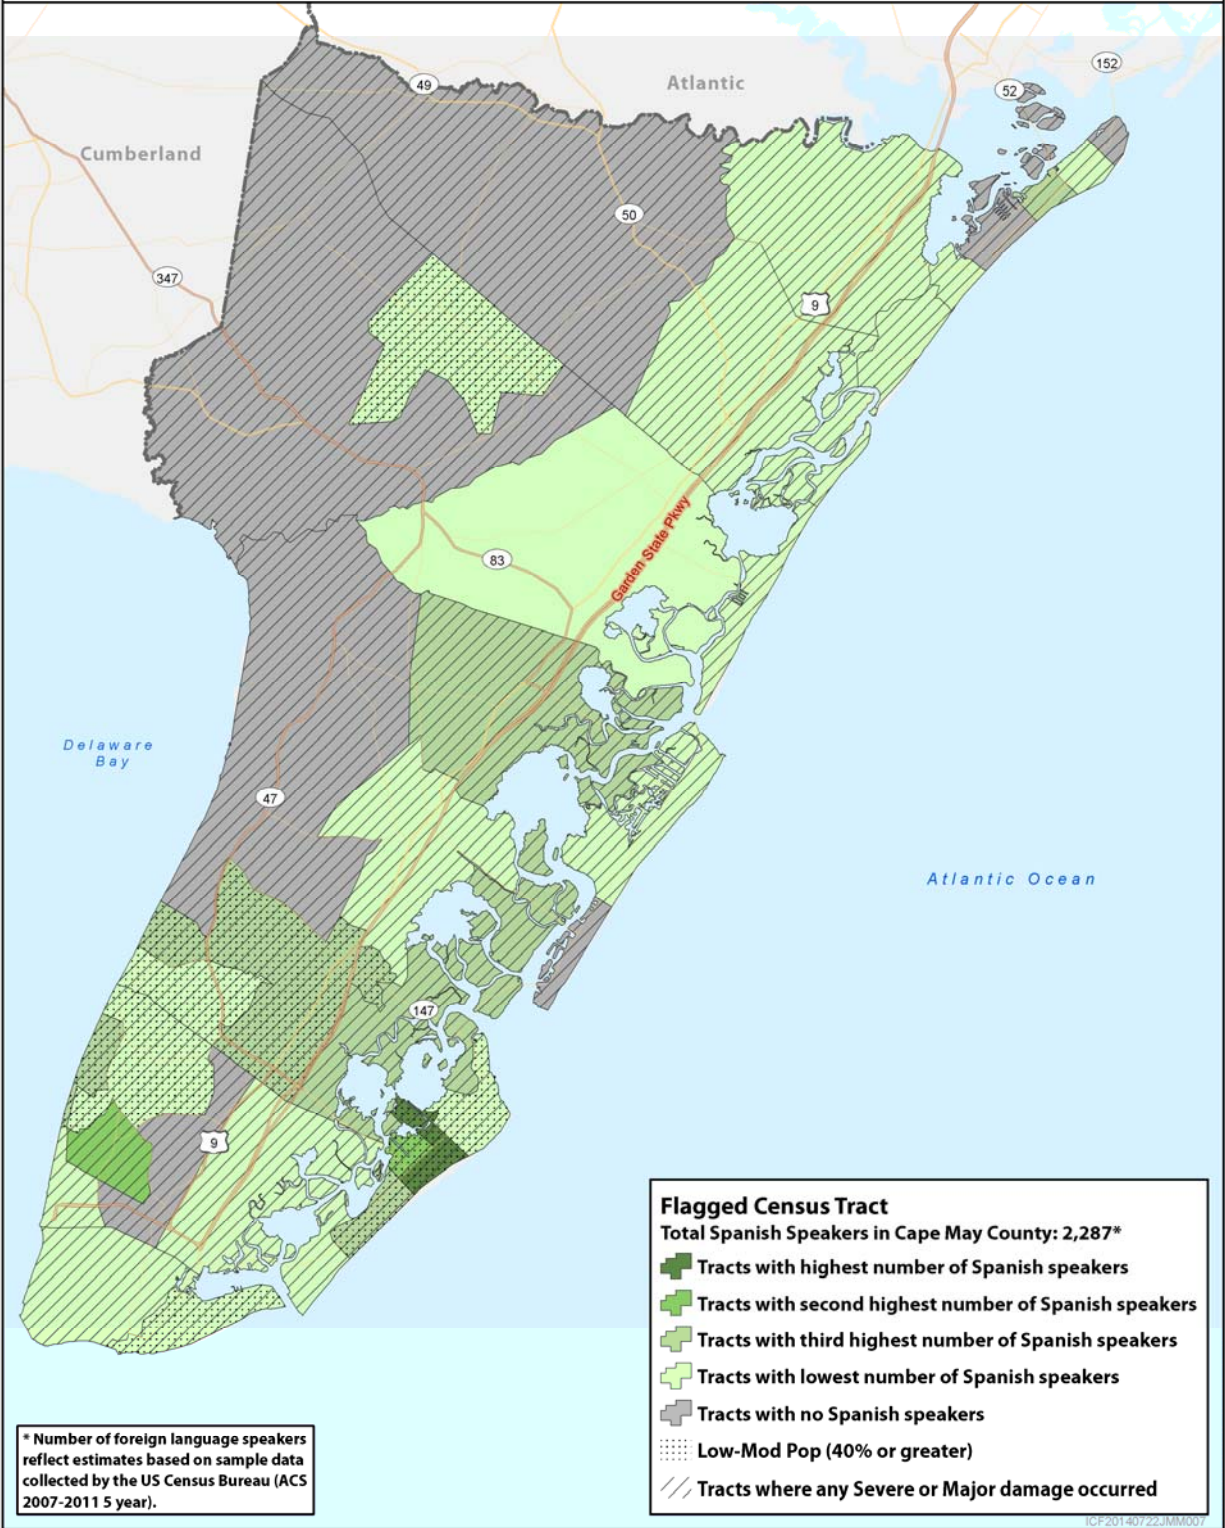 152
52
49
Atlantic
Cumberland
50
347
9
Garden State Pkwy
83
Delaware
Bay
47
Atlantic Ocean
147
9
Flagged Census Tract
Total Spanish Speakers in Cape May County: 2,287*
Tracts with highest number of Spanish speakers
Tracts with second highest number of Spanish speakers
Tracts with third highest number of Spanish speakers
Tracts with lowest number of Spanish speakers
Tracts with no Spanish speakers
Low-Mod Pop (40% or greater)
Tracts where any Severe or Major damage occurred
* Number of foreign language speakers
reflect estimates based on sample data
collected by the US Census Bureau (ACS
2007-2011 5 year).
ICF20140722JMM007